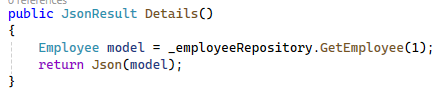 0 references
public JsonResult Details()
{
Employee model = _employeeRepository.GetEmployee(1);
return Json(model);
}